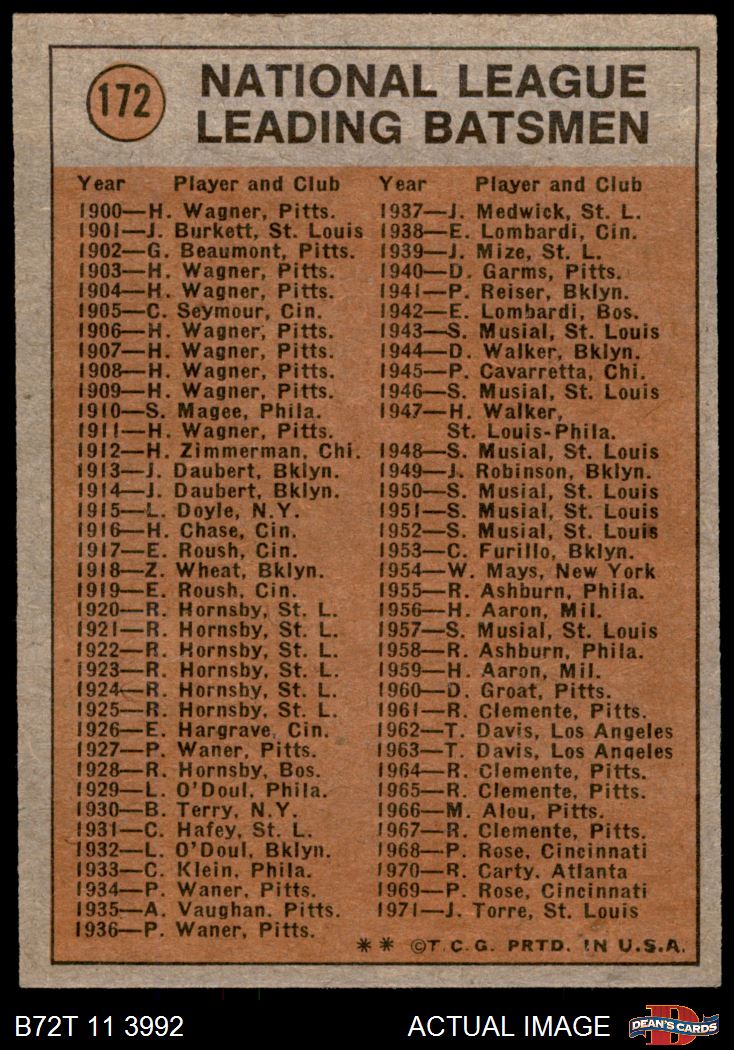 172
NATIONAL LEAGUE
LEADING BATSMEN
Year Player and Club
1900—H. Wagner, Pitts.
1901—J. Burkett, St. Louis
1902—G. Beaumont, Pitts.
1903—H. Wagner, Pitts.
1904—H. Wagner, Pitts.
1905—C. Seymour, Cin.
1906—H. Wagner, Pitts.
1907—H. Wagner, Pitts.
1908—H. Wagner, Pitts.
1909—H. Wagner, Pitts.
1910—S. Magee, Phila.
1911—H. Wagner, Pitts.
1912—H. Zimmerman, Chi.
1913—J. Daubert, Bklyn.
1914—J. Daubert, Bklyn.
1915—L. Doyle, N.Y.
1916—H. Chase, Cin.
1917—E. Roush, Cin.
1918—Z. Wheat, Bklyn.
1919—E. Roush, Cin.
1920—R. Hornsby, St. L.
1921—R. Hornsby, St. L.
1922—R. Hornsby, St. L.
1923—R. Hornsby, St. L.
1924—R. Hornsby, St. L.
1925—R. Hornsby, St. L.
1926—E. Hargrave, Cin.
1927—P. Waner, Pitts.
1928—R. Hornsby, Bos.
1929—L. O'Doul, Phila.
1930—B. Terry, N.Y.
1931—C. Hafey, St. L.
1932—L. O'Doul, Bklyn.
1933—C. Klein, Phila.
1934—P. Waner, Pitts.
1935—A. Vaughan. Pitts.
1936—P. Waner, Pitts.
Year Player and Club
1937—J. Medwick, St. L.
1938—E. Lombardi, Cin.
1939—J. Mize, St. L.
1940—D. Garms, Pitts.
1941—P. Reiser, Bklyn.
1942—E. Lombardi, Bos.
1943—S. Musial, St. Louis
1944—D. Walker, Bklyn.
1945—P. Cavarretta, Chi.
1946—S. Musial, St. Louis
1947—H. Walker,
St. Louis-Phila.
1948—S. Musial, St. Louis
1949—J. Robinson, Bklyn.
1950—S. Musial, St. Louis
1951—S. Musial, St. Louis
1952—S. Musial, St. Louis
1953—C. Furillo, Bklyn.
1954—W. Mays, New York
1955—R. Ashburn, Phila.
1956—H. Aaron, Mil.
1957—S. Musial, St. Louis
1958—R. Ashburn, Phila.
1959—H. Aaron, Mil.
1960—D. Groat, Pitts.
1961—R. Clemente, Pitts.
1962—T. Davis, Los Angeles
1963—T. Davis, Los Angeles
1964—R. Clemente, Pitts.
1965—R. Clemente, Pitts.
1966—M. Alou, Pitts.
1967—R. Clemente, Pitts.
1968—P. Rose, Cincinnati
1970—R. Carty. Atlanta
1969—P. Rose, Cincinnati
1971—J. Torre, St. Louis
** ©T.C.G. PRTD. IN U.S.A.
B72T 11 3992 ACTUAL IMAGE
D
DEAN'S CARDS